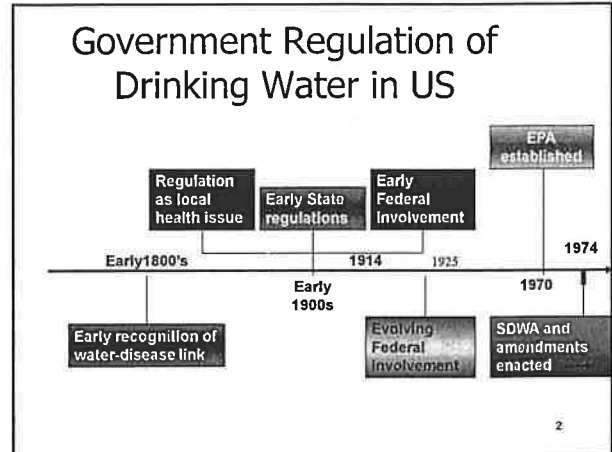 Government Regulation of
Drinking Water in US
EPA
established
Regulation
as local
health issue
Early State
regulations
Early
Federal
Involvement
Early1800's
1914
1925
1974
Early
1900s
1970
Early recognition of
water-disease link
Evolving
Federal
Involvement
SDWA and
amendments
enacted
2